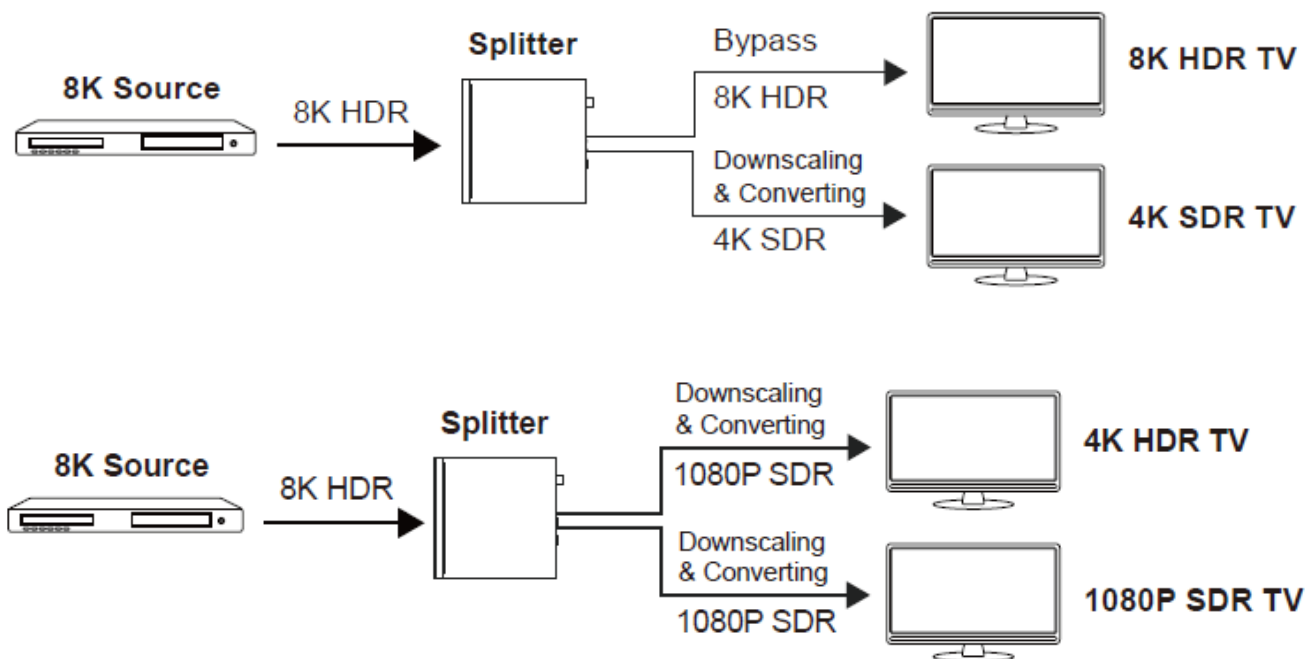 8K Source
8K HDR
Splitter
Bypass
8K HDR
8K HDR TV
Downscaling
& Converting
4K SDR
4K SDR TV
8K Source
8K HDR
Splitter
Downscaling
& Converting
1080P SDR
4K HDR TV
Downscaling
& Converting
1080P SDR
1080P SDR TV